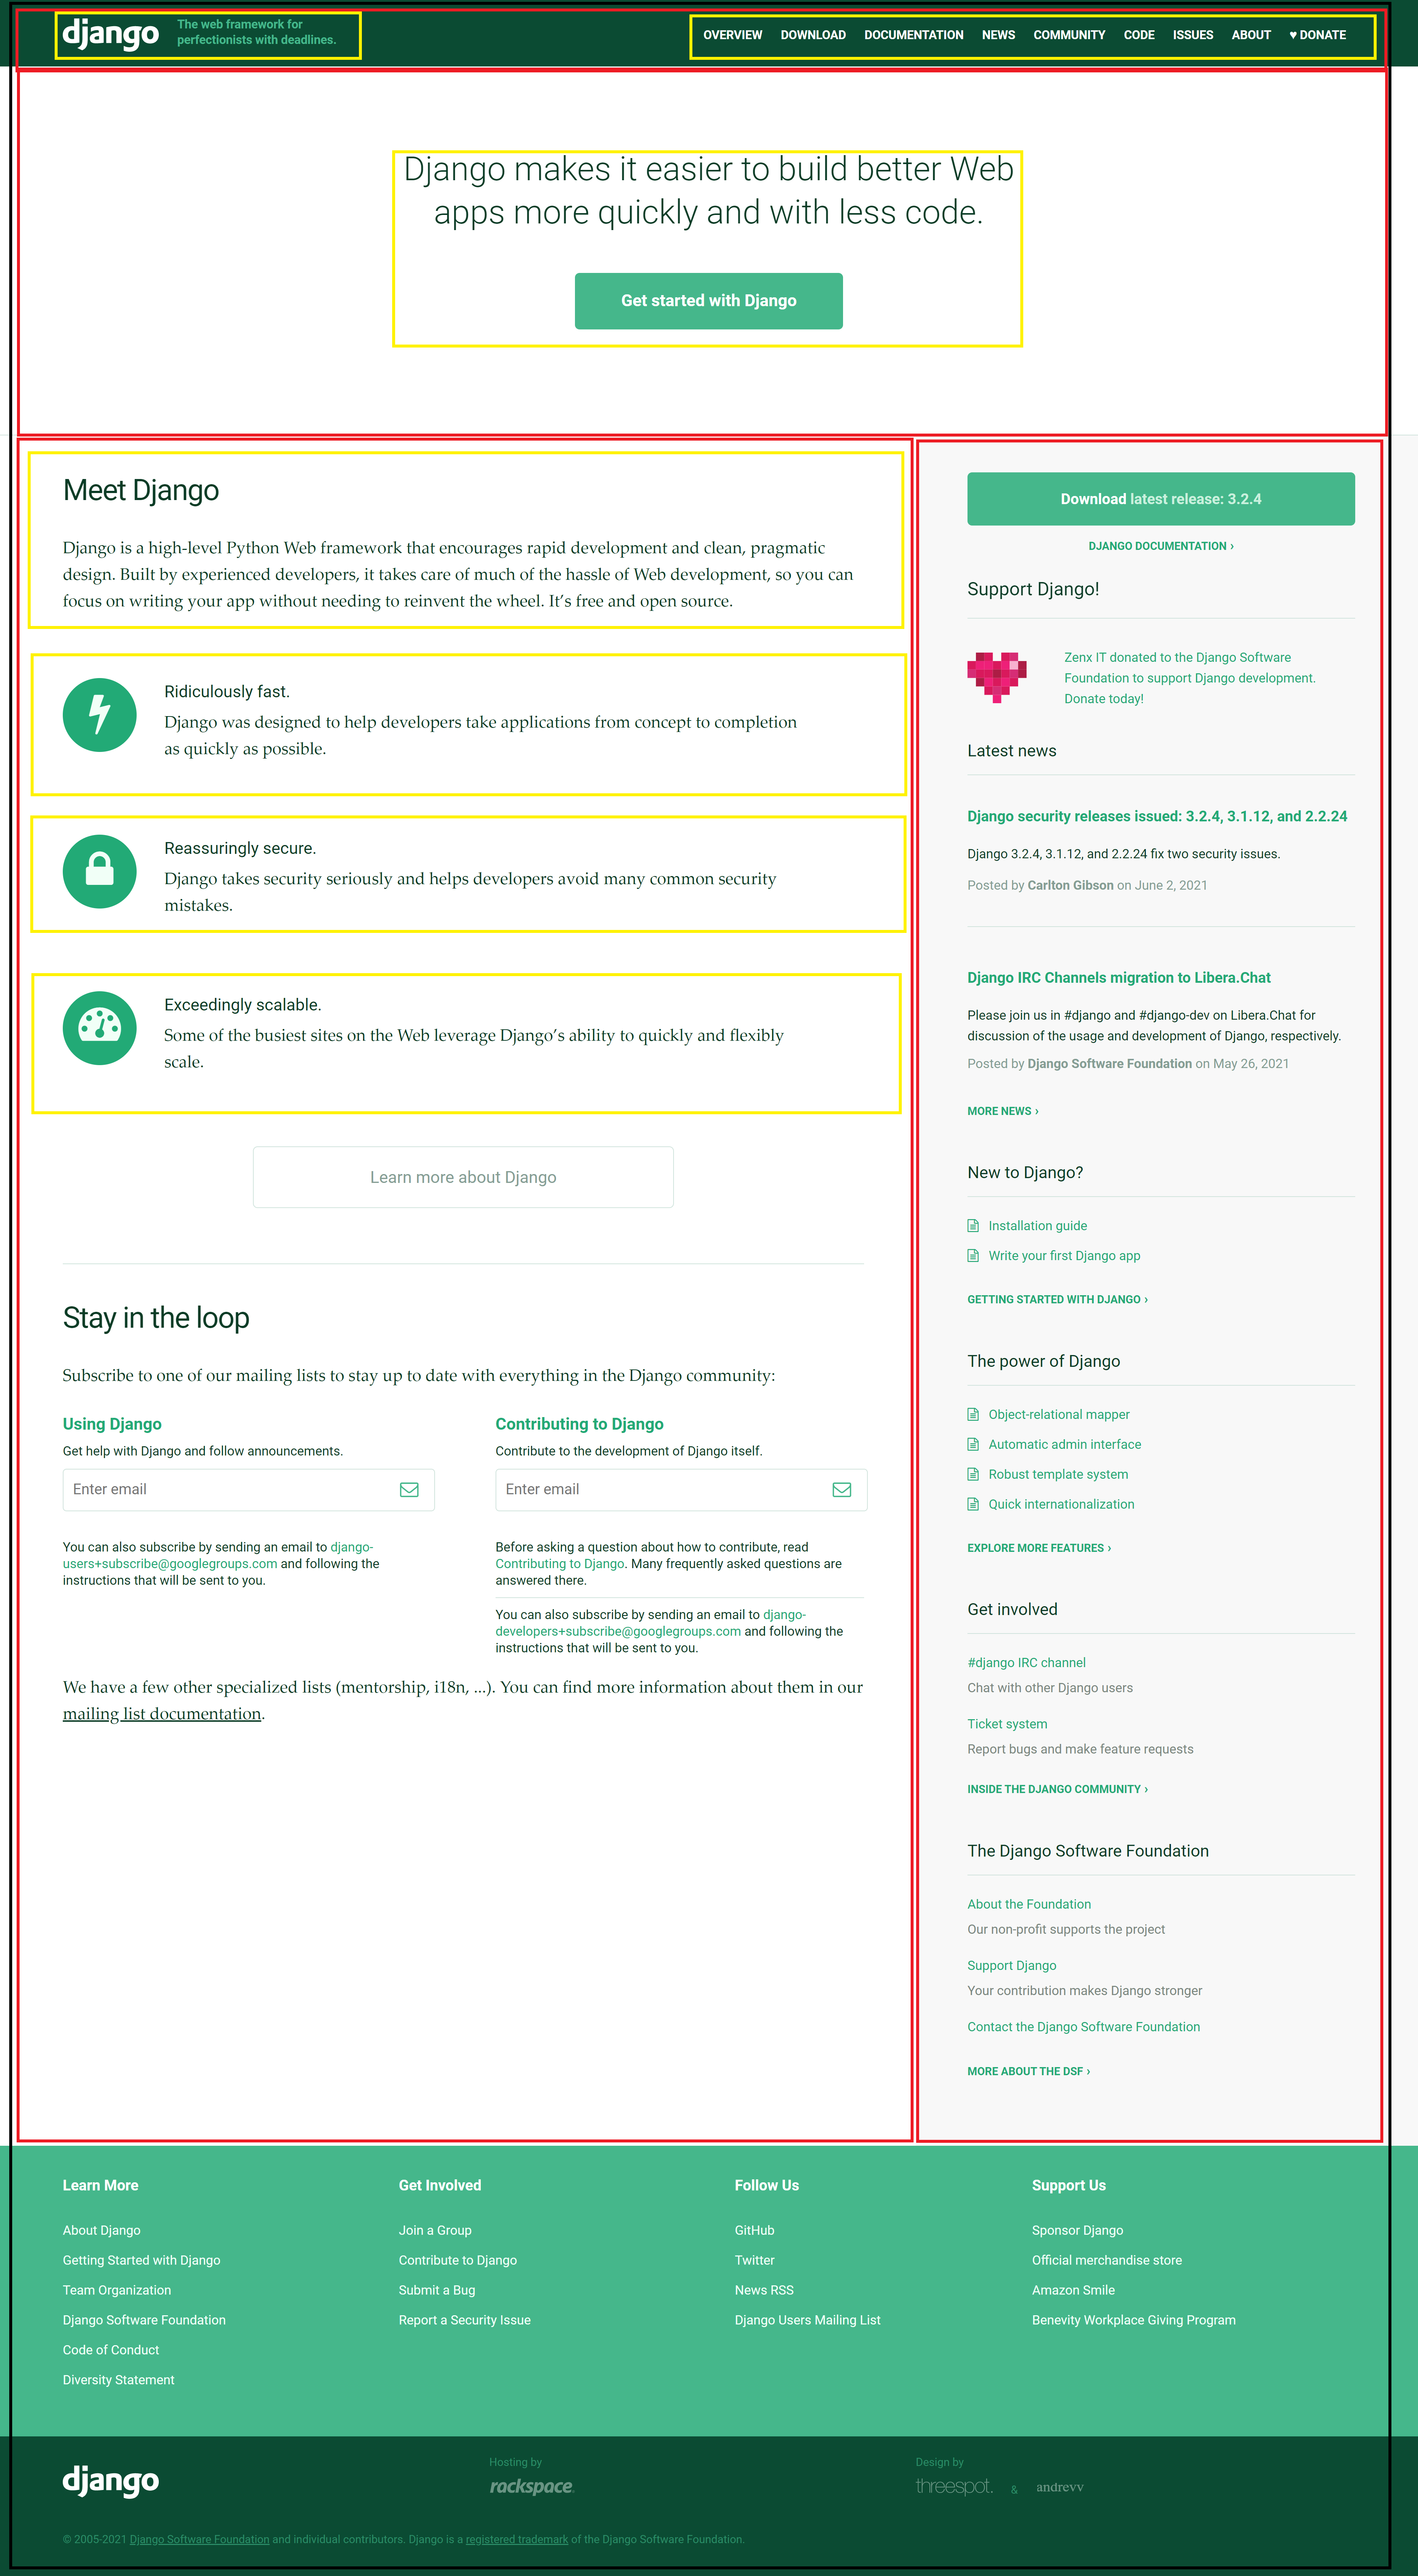 django
The web framework for
perfectionists with deadlines.
OVERVIEW DOWNLOAD DOCUMENTATION NEWS COMMUNITY CODE ISSUES ABOUT ♥ DONATE
Django makes it easier to build better Web
apps more quickly and with less code.
Get started with Django
Meet Django
Django is a high-level Python Web framework that encourages rapid development and clean, pragmatic
design. Built by experienced developers, it takes care of much of the hassle of Web development, so you can
focus on writing your app without needing to reinvent the wheel. It’s free and open source.
Ridiculously fast.
Django was designed to help developers take applications from concept to completion
as quickly as possible.
Reassuringly secure.
Django takes security seriously and helps developers avoid many common security
mistakes.
Exceedingly scalable.
Some of the busiest sites on the Web leverage Django’s ability to quickly and flexibly
scale.
Learn more about Django
Stay in the loop
Subscribe to one of our mailing lists to stay up to date with everything in the Django community:
Using Django
Get help with Django and follow announcements.
Enter email
You can also subscribe by sending an email to django-
users+subscribe@googlegroups.com and following the
instructions that will be sent to you.
Contributing to Django
Contribute to the development of Django itself.
Enter email
Before asking a question about how to contribute, read
Contributing to Django. Many frequently asked questions are
answered there.
You can also subscribe by sending an email to django-
developers+subscribe@googlegroups.com and following the
instructions that will be sent to you.
We have a few other specialized lists (mentorship, i18n, ...). You can find more information about them in our
mailing list documentation.
Download latest release: 3.2.4
DJANGO DOCUMENTATION ›
Support Django!
Zenx IT donated to the Django Software
Foundation to support Django development.
Donate today!
Latest news
Django security releases issued: 3.2.4, 3.1.12, and 2.2.24
Django 3.2.4, 3.1.12, and 2.2.24 fix two security issues.
Posted by Carlton Gibson on June 2, 2021
Django IRC Channels migration to Libera.Chat
Please join us in #django and #django-dev on Libera.Chat for
discussion of the usage and development of Django, respectively.
Posted by Django Software Foundation on May 26, 2021
MORE NEWS ›
New to Django?
Installation guide
Write your first Django app
GETTING STARTED WITH DJANGO ›
The power of Django
Object-relational mapper
Automatic admin interface
Robust template system
Quick internationalization
EXPLORE MORE FEATURES ›
Get involved
#django IRC channel
Chat with other Django users
Ticket system
Report bugs and make feature requests
INSIDE THE DJANGO COMMUNITY ›
The Django Software Foundation
About the Foundation
Our non-profit supports the project
Support Django
Your contribution makes Django stronger
Contact the Django Software Foundation
MORE ABOUT THE DSF ›
Learn More
About Django
Getting Started with Django
Team Organization
Django Software Foundation
Code of Conduct
Diversity Statement
Get Involved
Join a Group
Contribute to Django
Submit a Bug
Report a Security Issue
Follow Us
GitHub
Twitter
News RSS
Django Users Mailing List
Support Us
Sponsor Django
Official merchandise store
Amazon Smile
Benevity Workplace Giving Program
django
Hosting by
rackspace.
Design by
threespot. & andrevv
© 2005-2021 Django Software Foundation and individual contributors. Django is a registered trademark of the Django Software Foundation.